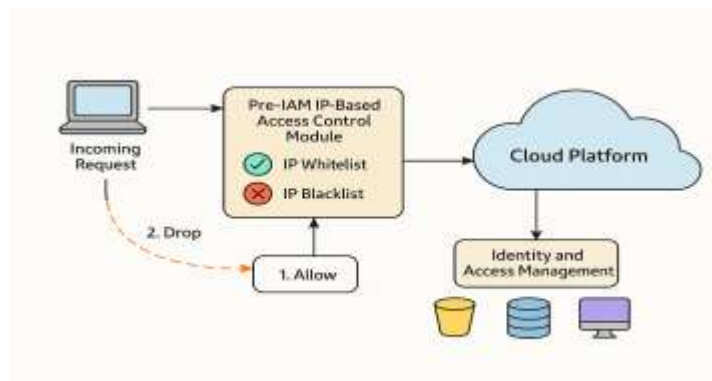 Incoming
Request
Pre-IAM IP-Based
Access Control
Module
IP Whitelist
IP Blacklist
Cloud Platform
2. Drop
1. Allow
Identity and
Access Management